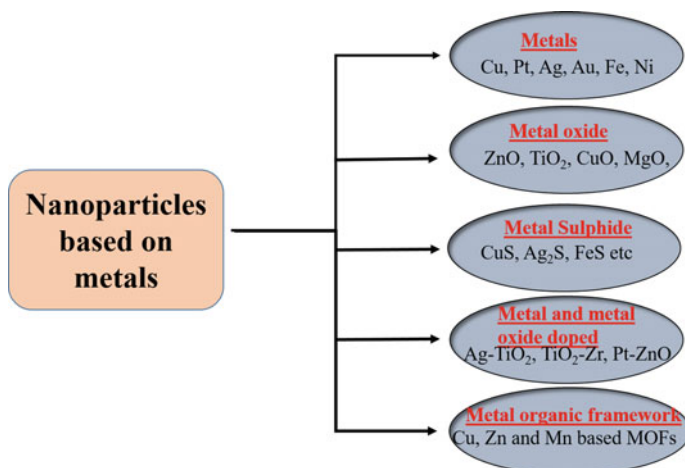 Nanoparticles
based on
metals
Metals
Cu, Pt, Ag, Au, Fe, Ni
Metal oxide
ZnO, TiO₂, CuO, MgO,
Metal Sulphide
CuS, Ag₂S, FeS etc
Metal and metal
oxide doped
Ag-TiO₂, TiO₂-Zr, Pt-ZnO
Metal organic framework
Cu, Zn and Mn based MOFs